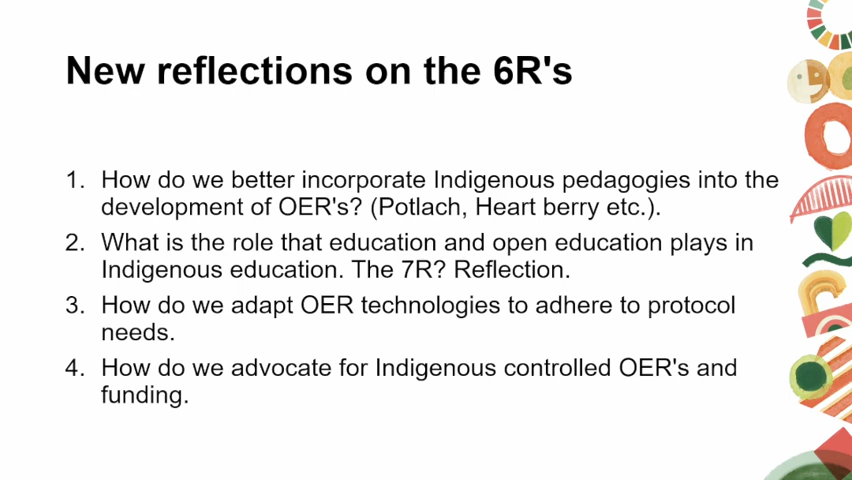 New reflections on the 6R's
1. How do we better incorporate Indigenous pedagogies into the
development of OER's? (Potlach, Heart berry etc.).
2. What is the role that education and open education plays in
Indigenous education. The 7R? Reflection.
3. How do we adapt OER technologies to adhere to protocol
needs.
4. How do we advocate for Indigenous controlled OER's and
funding.